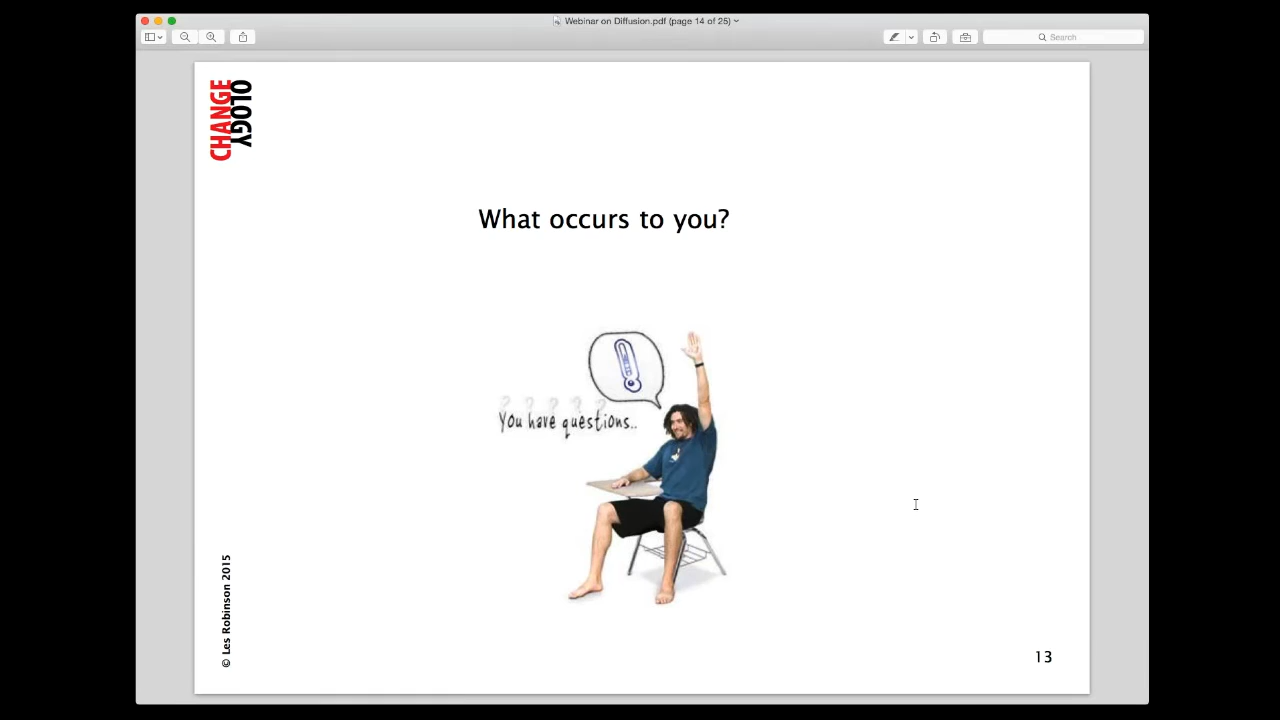 Webinar on Diffusion.pdf (page 14 of 25)
Search
CHANGE
OLOGY
What occurs to you?
? ? ? ? ?
You have questions..
© Les Robinson 2015
13